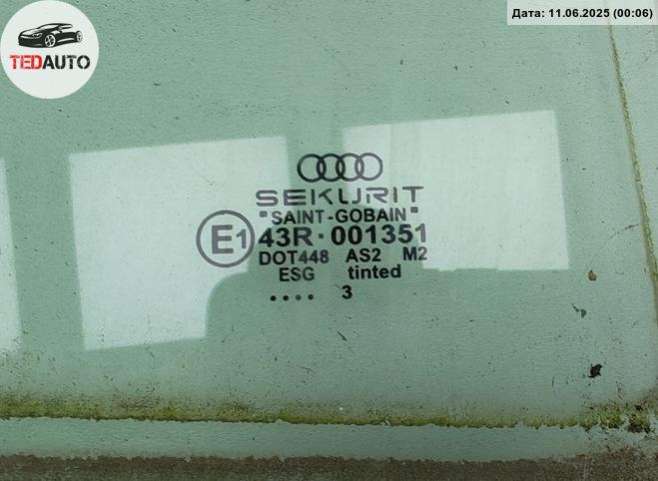 Дата: 11.06.2025 (00:06)
TEDAUTO
SEKURIT
"SAINT-GOBAIN"
E1 43R·001351
DOT448 AS2 M2
ESG tinted
.... 3